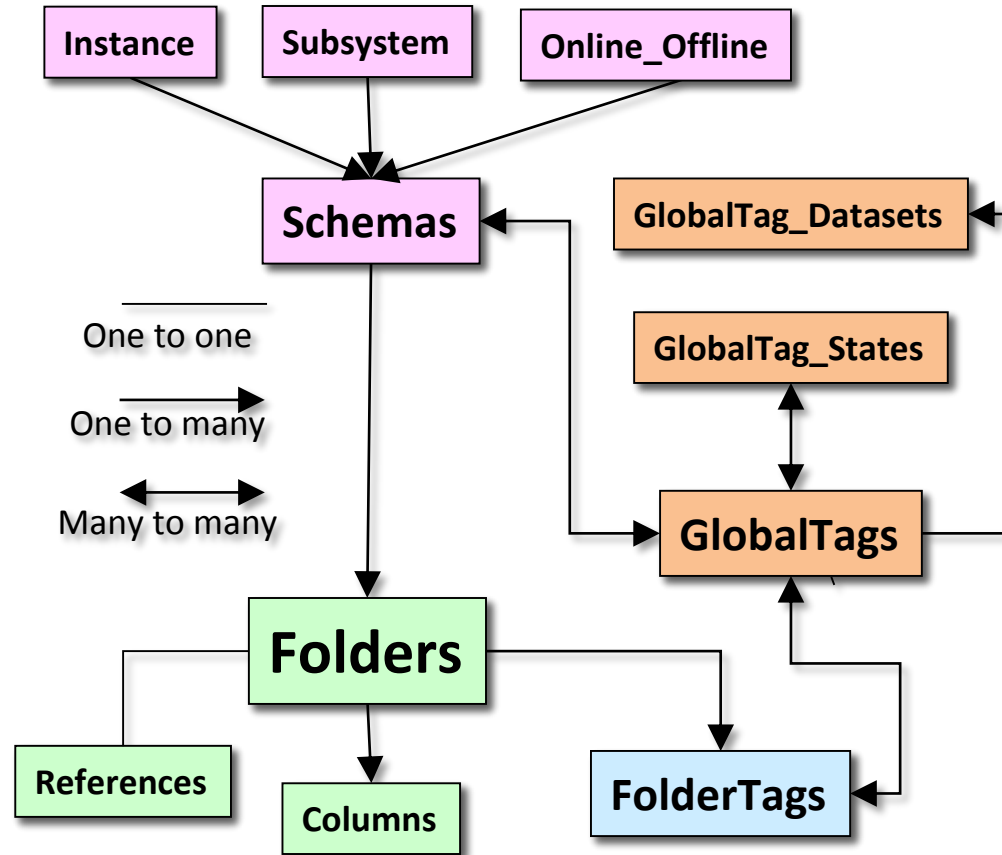 Instance
Subsystem
Online_Offline
Schemas
GlobalTag_Datasets
One to one
GlobalTag_States
One to many
Many to many
GlobalTags
Folders
References
Columns
FolderTags